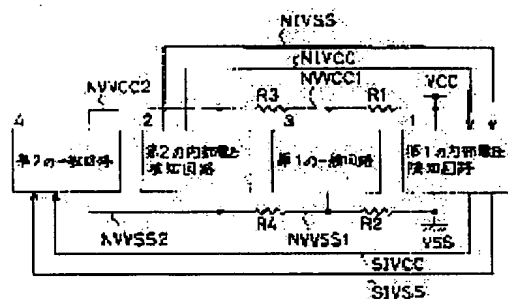 NIVSS
NIVCC
NVVCC2
NVVCC1
VCC
R3
R1
4
2
3
1
第2の一般回路
第2の内部電圧
検知回路
第1の一般回路
第1の内部電圧
検知回路
R4
R2
NVVSS2
NVVSS1
VSS
SIVCC
SIVSS